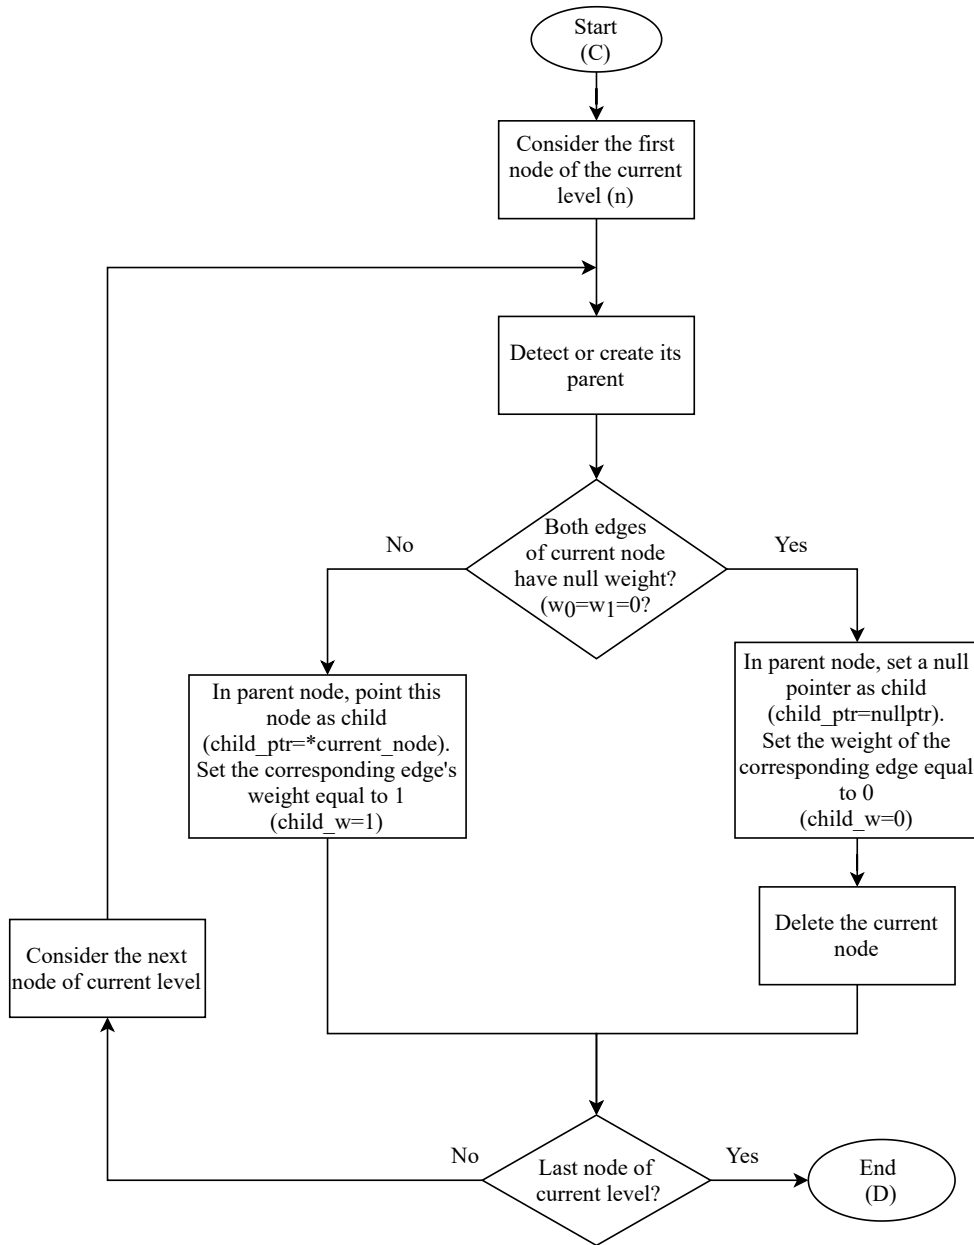 Start
(C)
Consider the first
node of the current
level (n)
Detect or create its
parent
Both edges
of current node
have null weight?
(w0=w1=0?
No
Yes
In parent node, point this
node as child
(child_ptr=*current_node).
Set the corresponding edge's
weight equal to 1
(child_w=1)
In parent node, set a null
pointer as child
(child_ptr=nullptr).
Set the weight of the
corresponding edge equal
to 0
(child_w=0)
Delete the current
node
Consider the next
node of current level
Last node of
current level?
No
Yes
End
(D)